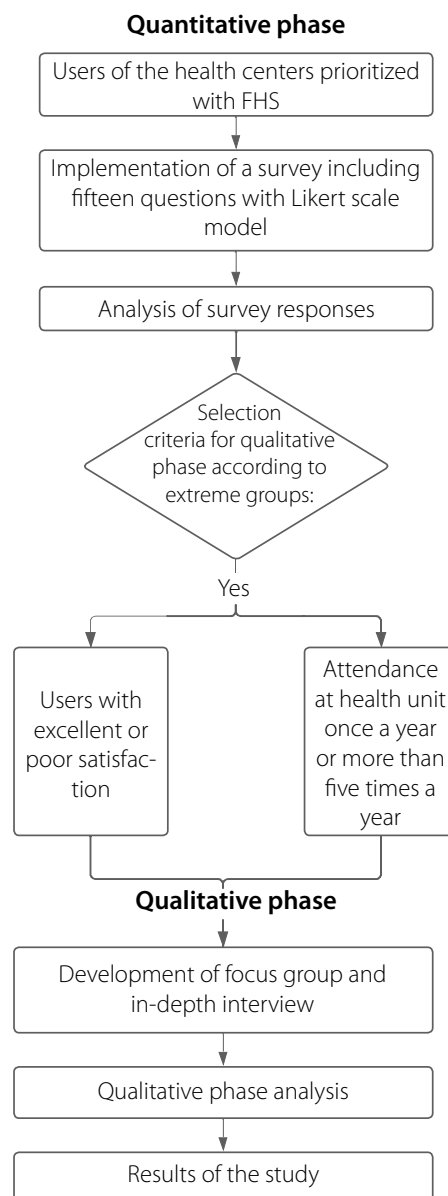 Quantitative phase
Users of the health centers prioritized
with FHS
Implementation of a survey including
fifteen questions with Likert scale
model
Analysis of survey responses
Selection
criteria for qualitative
phase according to
extreme groups:
Yes
Users with
excellent or
poor satisfac-
tion
Attendance
at health unit
once a year
or more than
five times a
year
Qualitative phase
Development of focus group and
in-depth interview
Qualitative phase analysis
Results of the study